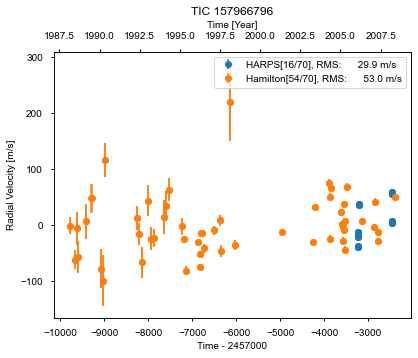 TIC 157966796
Time [Year]
1987.5 1990.0 1992.5 1995.0 1997.5 2000.0 2002.5 2005.0 2007.5
HARPS[16/70], RMS: 29.9 m/s
Hamilton[54/70], RMS: 53.0 m/s
Radial Velocity [m/s]
300
200
100
0
−100
−10000 −9000 −8000 −7000 −6000 −5000 −4000 −3000
Time - 2457000